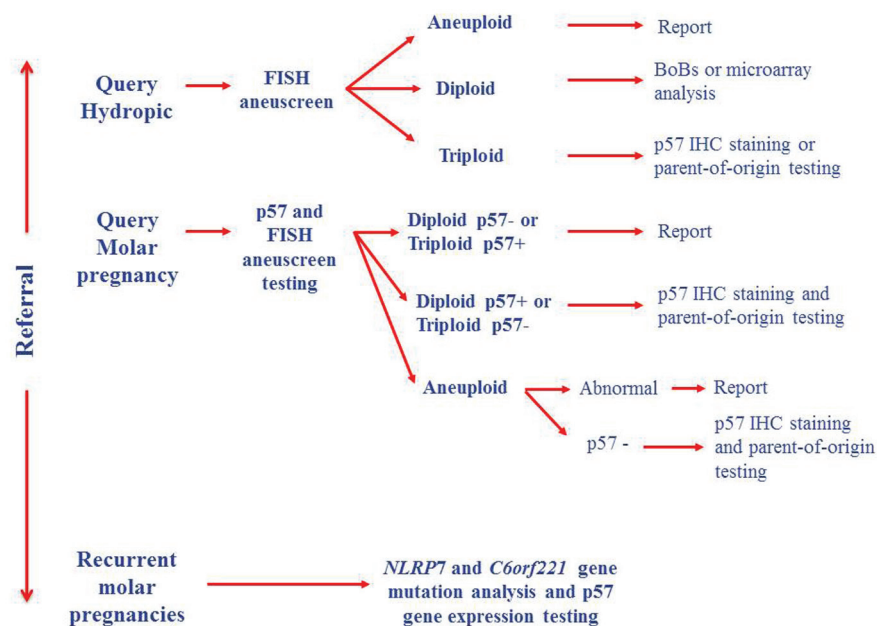 Aneuploid
Report
Query
Hydropic
FISH
aneuscreen
Diploid
BoBs or microarray
analysis
Triploid
p57 IHC staining or
parent-of-origin testing
Referral
Query
Molar
pregnancy
p57 and
FISH
aneuscreen
testing
Diploid p57- or
Triploid p57+
Report
Diploid p57+ or
Triploid p57-
p57 IHC staining and
parent-of-origin testing
Aneuploid
Abnormal
Report
p57 -
p57 IHC staining
and parent-of-origin
testing
Recurrent
molar
pregnancies
NLRP7 and C6orf221 gene
mutation analysis and p57
gene expression testing